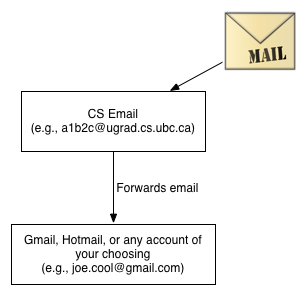 MAIL
CS Email
(e.g., a1b2c@ugrad.cs.ubc.ca)
Forwards email
Gmail, Hotmail, or any account of
your choosing
(e.g., joe.cool@gmail.com)